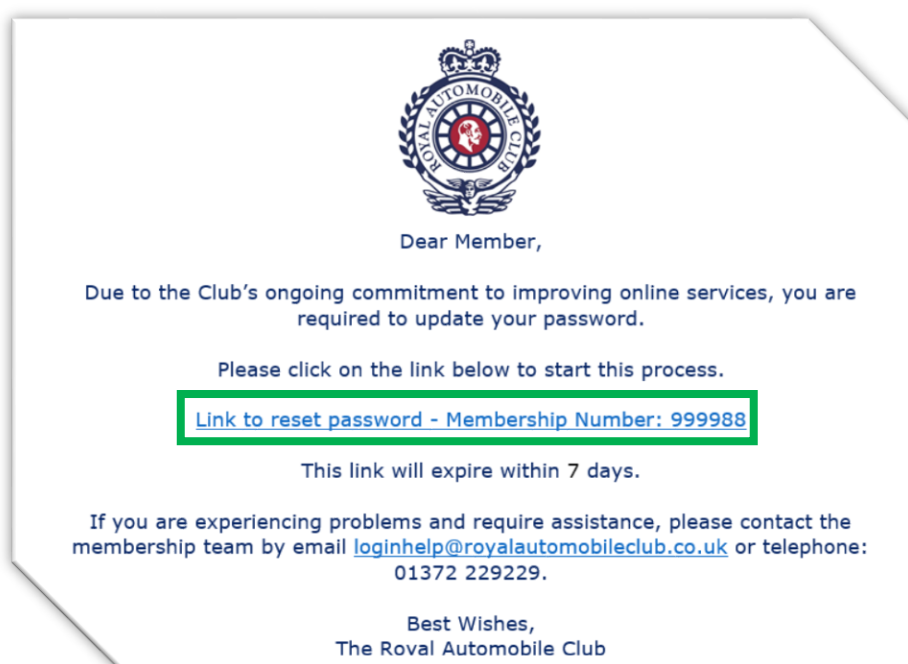 ROYAL AUTOMOBILE CLUB
Dear Member,
Due to the Club’s ongoing commitment to improving online services, you are
required to update your password.
Please click on the link below to start this process.
Link to reset password - Membership Number: 999988
This link will expire within 7 days.
If you are experiencing problems and require assistance, please contact the
membership team by email loginhelp@royalautomobileclub.co.uk or telephone:
01372 229229.
Best Wishes,
The Royal Automobile Club